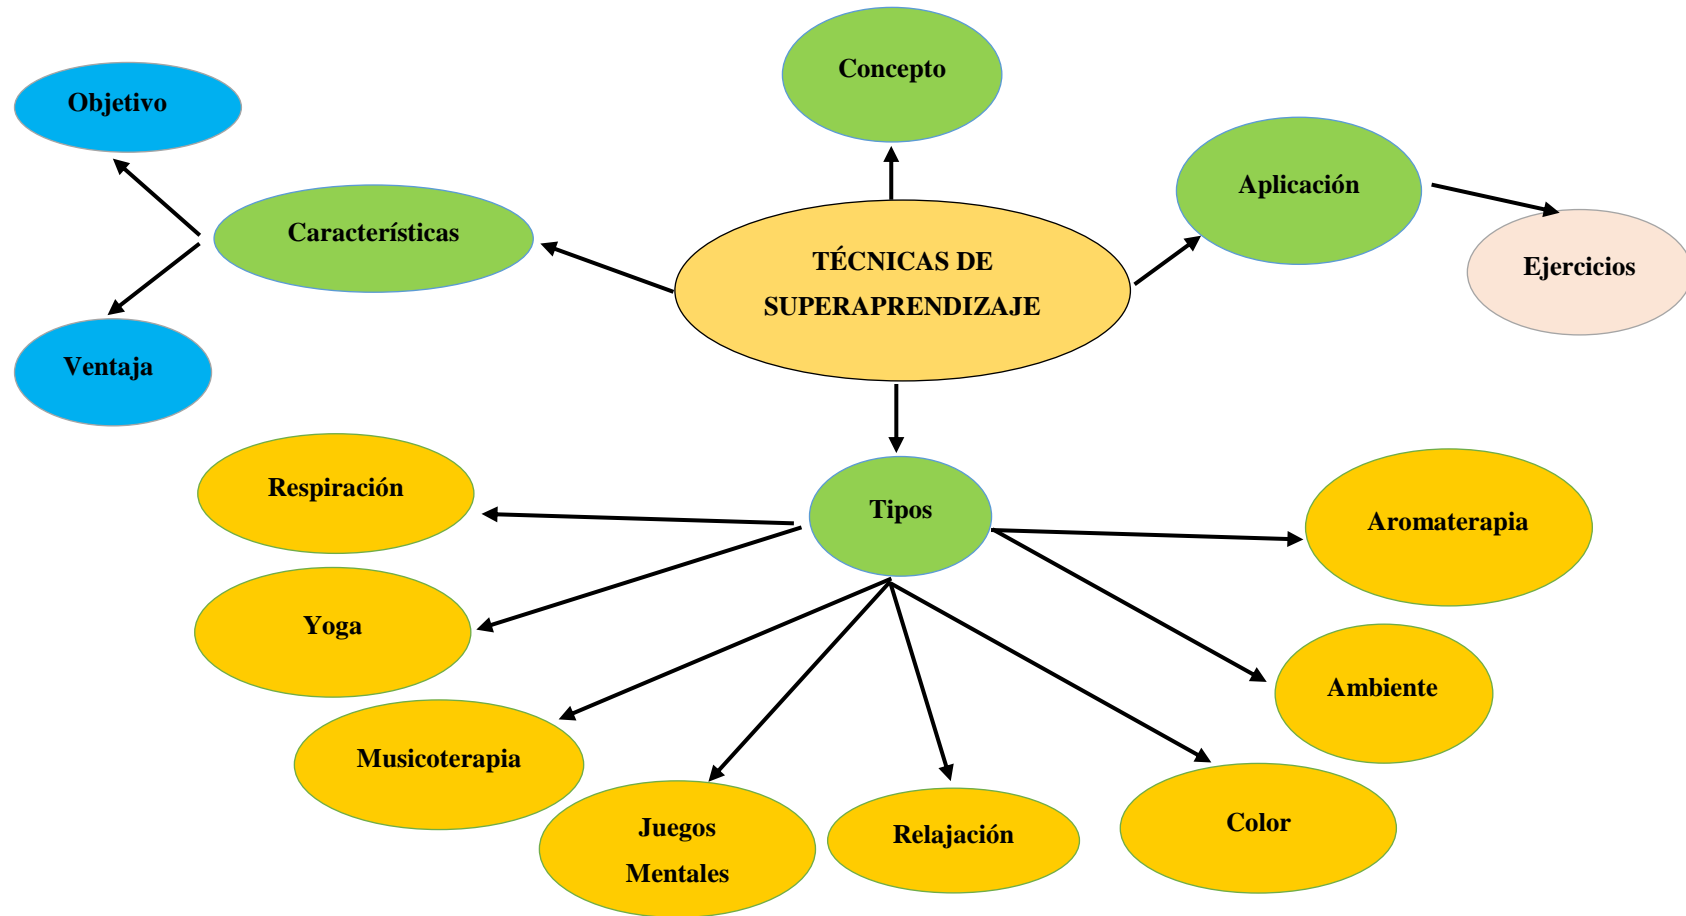 Concepto
Objetivo
Aplicación
Características
TÉCNICAS DE
SUPERAPRENDIZAJE
Ejercicios
Ventaja
Respiración
Tipos
Aromaterapia
Yoga
Ambiente
Musicoterapia
Juegos
Mentales
Relajación
Color